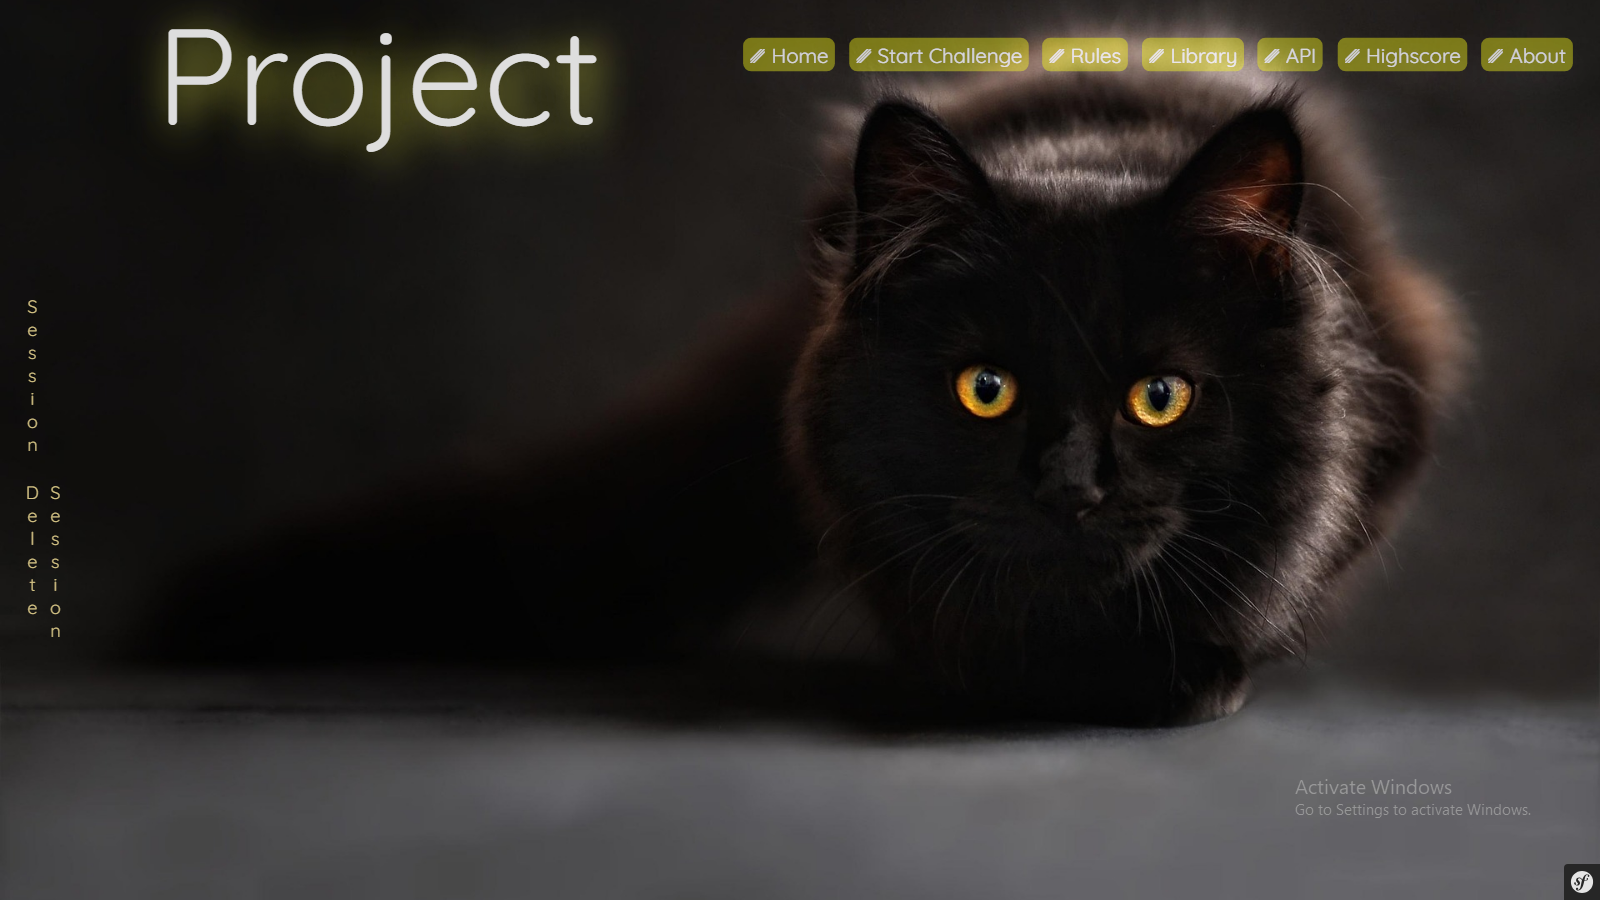 Project
Home
Start Challenge
Rules
Library
API
Highscore
About
Session
Delete
Session
Activate Windows
Go to Settings to activate Windows.
sf